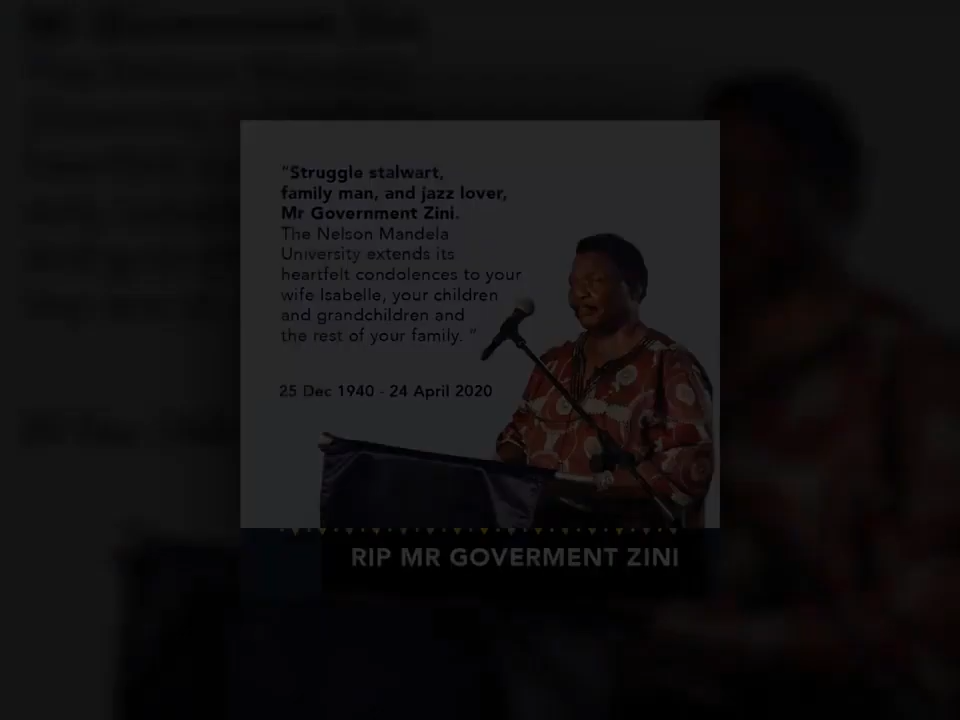 “Struggle stalwart,
family man, and jazz lover,
Mr Government Zini.
The Nelson Mandela
University extends its
heartfelt condolences to your
wife Isabelle, your children
and grandchildren and
the rest of your family. ”
25 Dec 1940 - 24 April 2020
RIP MR GOVERMENT ZINI